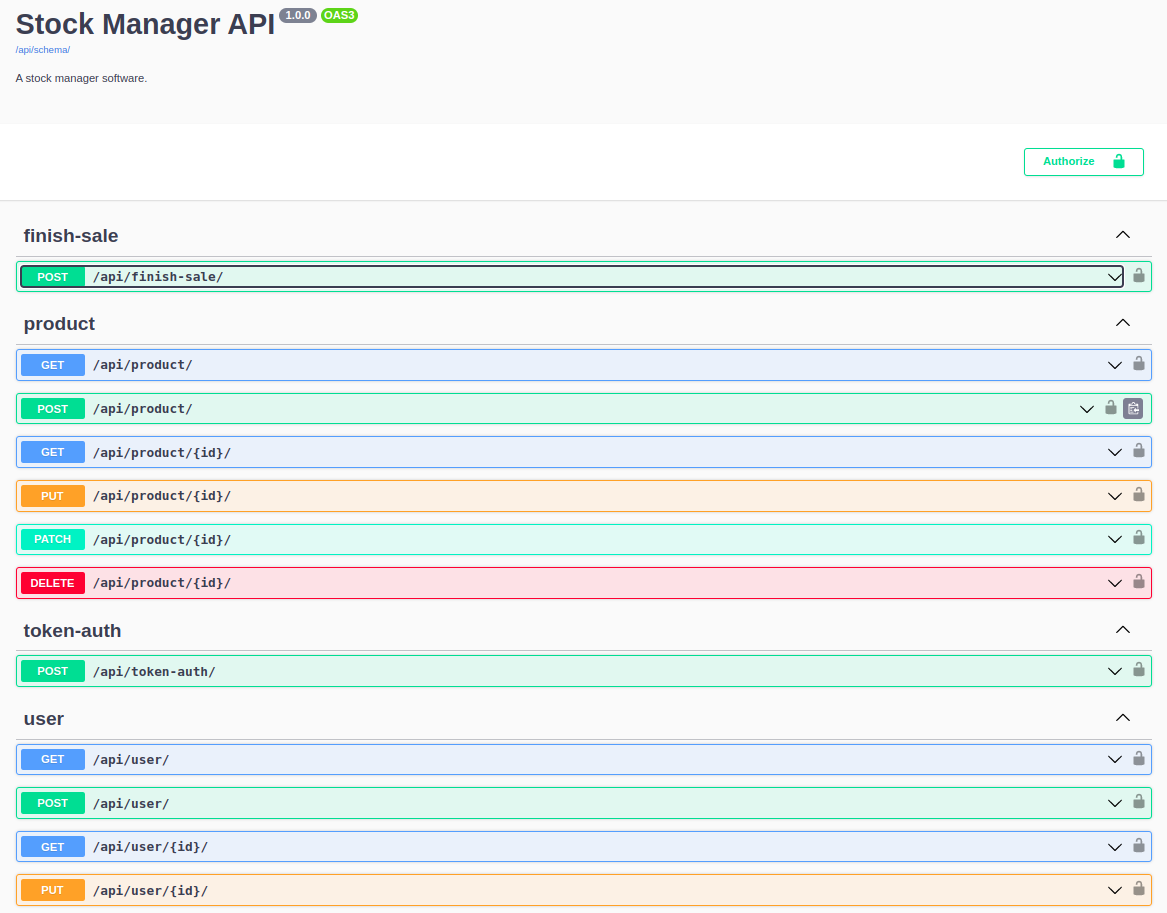 Stock Manager API 1.0.0 OAS3
/api/schema/
A stock manager software.
Authorize
finish-sale
POST /api/finish-sale/
product
GET /api/product/
POST /api/product/
GET /api/product/{id}/
PUT /api/product/{id}/
PATCH /api/product/{id}/
DELETE /api/product/{id}/
token-auth
POST /api/token-auth/
user
GET /api/user/
POST /api/user/
GET /api/user/{id}/
PUT /api/user/{id}/